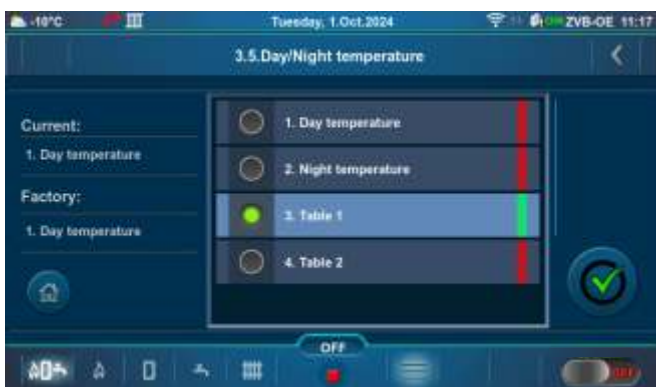 -10°C
Tuesday, 1.Oct.2024
ZVB-OE 11:17
3.5.Day/Night temperature
Current:
1. Day temperature
Factory:
1. Day temperature
1. Day temperature
2. Night temperature
3. Table 1
4. Table 2
OFF
OFF